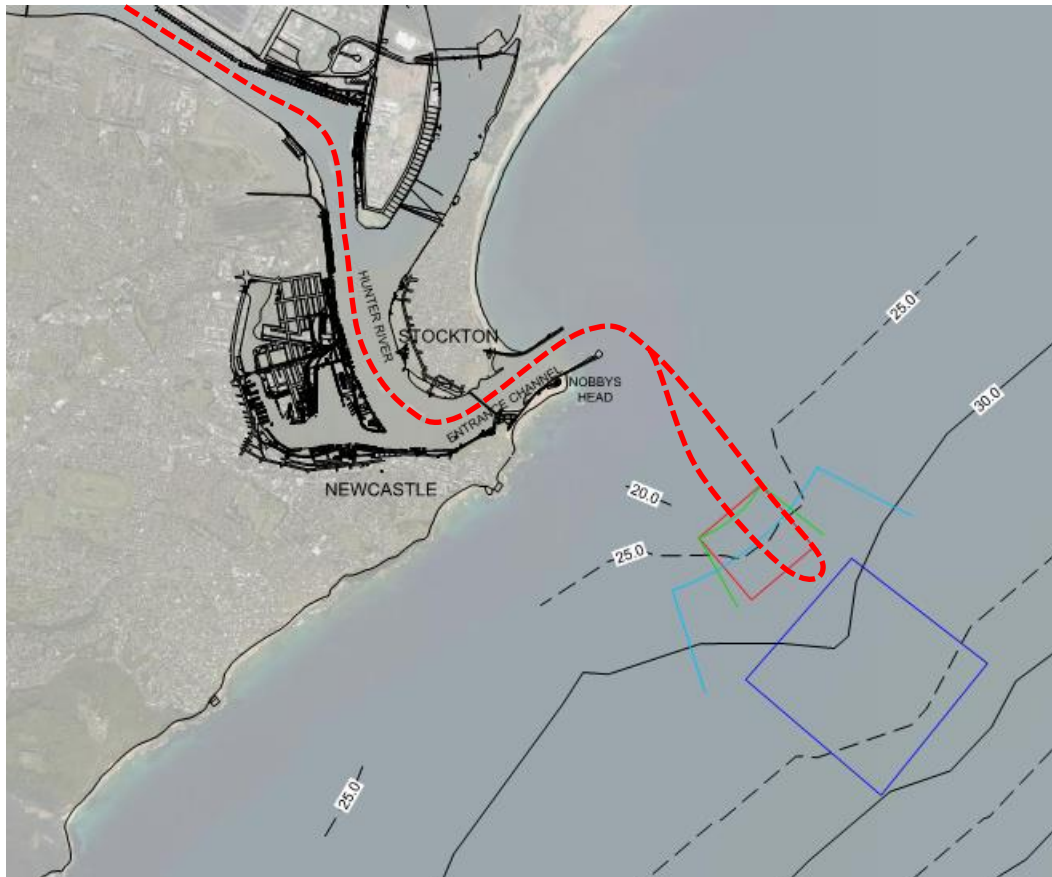 HUNTER RIVER
STOCKTON
ENTRANCE CHANNEL
NOBBYS
HEAD
NEWCASTLE
25.0
30.0
20.0
25.0
25.0